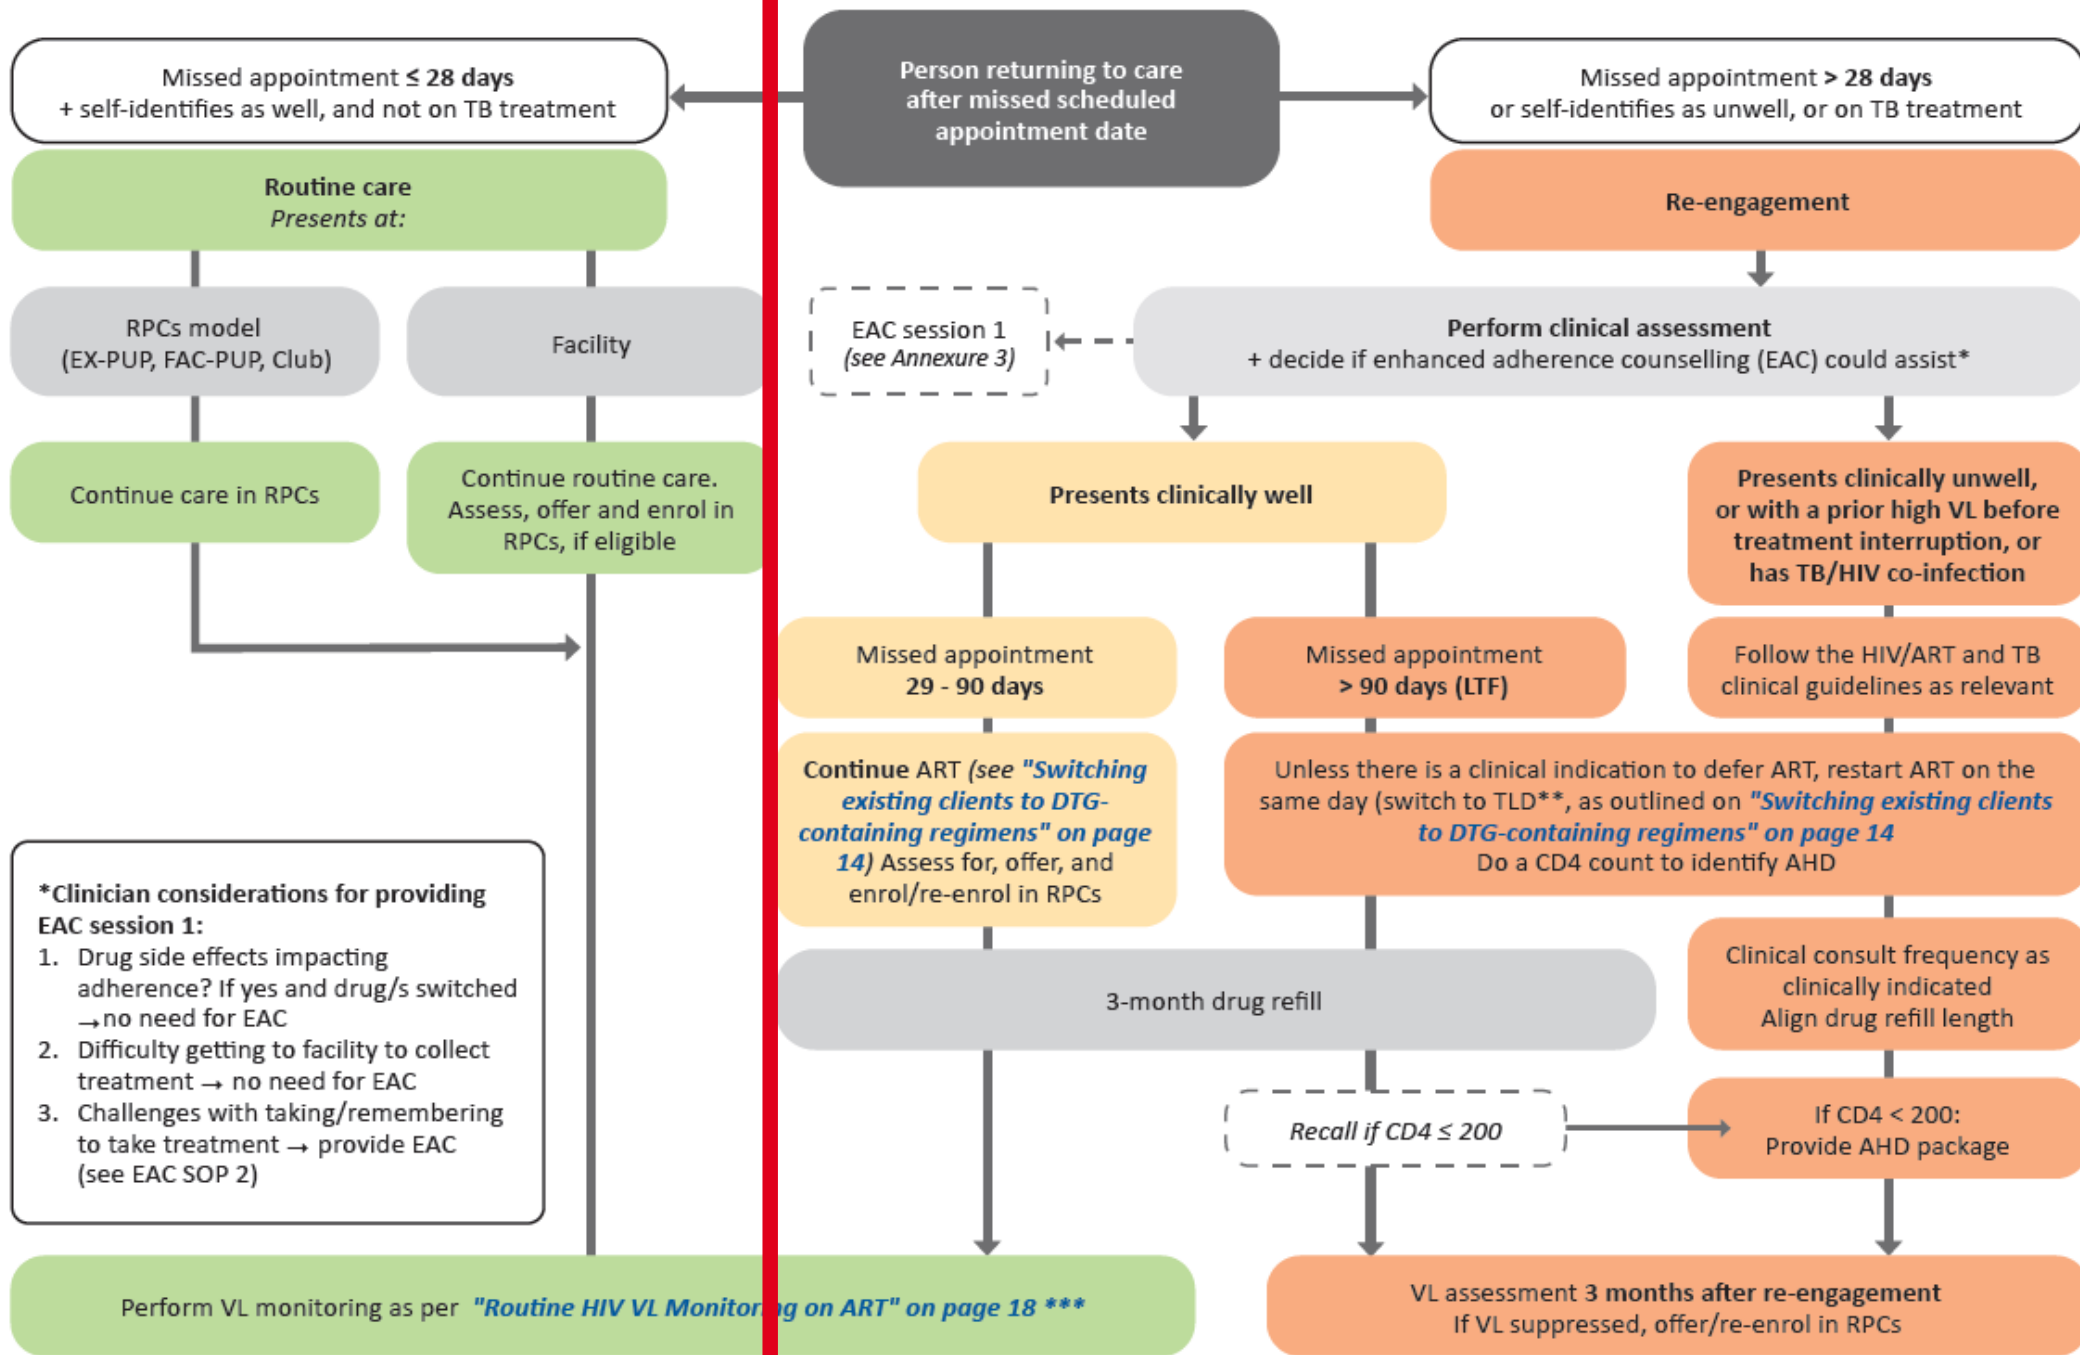 Person returning to care
after missed scheduled
appointment date
Missed appointment ≤ 28 days
+ self-identifies as well, and not on TB treatment
Routine care
Presents at:
RPCs model
(EX-PUP, FAC-PUP, Club)
Continue care in RPCs
Facility
Continue routine care.
Assess, offer and enrol in
RPCs, if eligible
*Clinician considerations for providing
EAC session 1:
1. Drug side effects impacting
adherence? If yes and drug/s switched
→no need for EAC
2. Difficulty getting to facility to collect
treatment → no need for EAC
3. Challenges with taking/remembering
to take treatment → provide EAC
(see EAC SOP 2)
Missed appointment > 28 days
or self-identifies as unwell, or on TB treatment
Re-engagement
Perform clinical assessment
+ decide if enhanced adherence counselling (EAC) could assist*
EAC session 1
(see Annexure 3)
Presents clinically well
Missed appointment
29 - 90 days
Continue ART (see "Switching
existing clients to DTG-
containing regimens" on page
14) Assess for, offer, and
enrol/re-enrol in RPCs
Missed appointment
> 90 days (LTF)
Presents clinically unwell,
or with a prior high VL before
treatment interruption, or
has TB/HIV co-infection
Follow the HIV/ART and TB
clinical guidelines as relevant
Unless there is a clinical indication to defer ART, restart ART on the
same day (switch to TLD**, as outlined on "Switching existing clients
to DTG-containing regimens" on page 14
Do a CD4 count to identify AHD
3-month drug refill
Clinical consult frequency as
clinically indicated
Align drug refill length
Recall if CD4 ≤ 200
If CD4 < 200:
Provide AHD package
Perform VL monitoring as per "Routine HIV VL Monitoring on ART" on page 18 ***
VL assessment 3 months after re-engagement
If VL suppressed, offer/re-enrol in RPCs